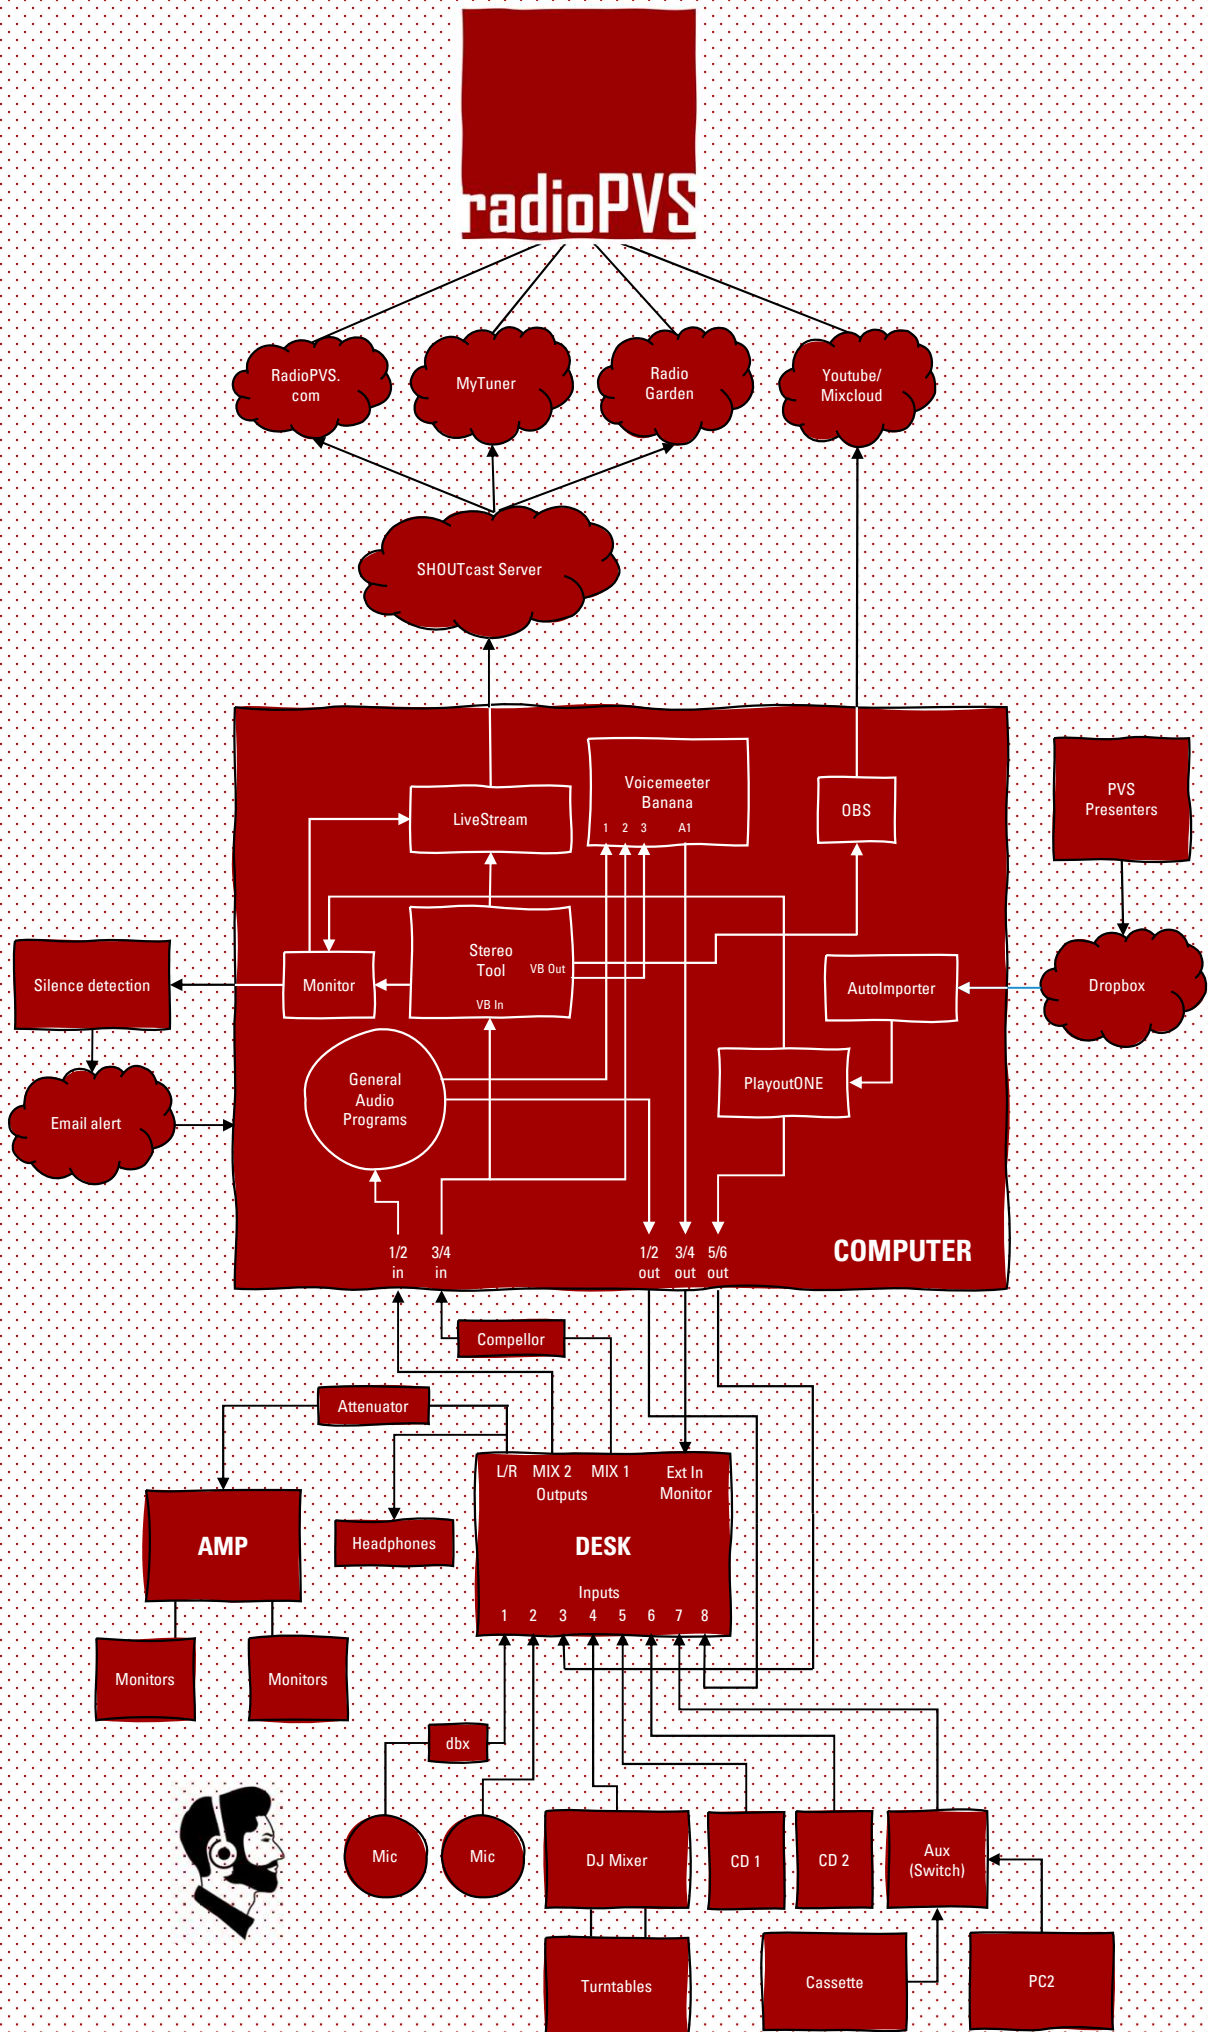 radioPVS
RadioPVS.
com
MyTuner
Radio
Garden
Youtube/
Mixcloud
SHOUTcast Server
Voicemeeter
Banana
1 2 3 A1
LiveStream
OBS
PVS
Presenters
Stereo
Tool
VB Out
VB In
Silence detection
Monitor
AutoImporter
Dropbox
General
Audio
Programs
PlayoutONE
Email alert
1/2
in
3/4
in
1/2
out
3/4
out
5/6
out
COMPUTER
Compellor
Attenuator
L/R MIX 2 MIX 1
Outputs
Ext In
Monitor
AMP
Headphones
DESK
Inputs
1 2 3 4 5 6 7 8
Monitors
Monitors
dbx
Mic
Mic
DJ Mixer
CD 1
CD 2
Aux
(Switch)
Turntables
Cassette
PC2